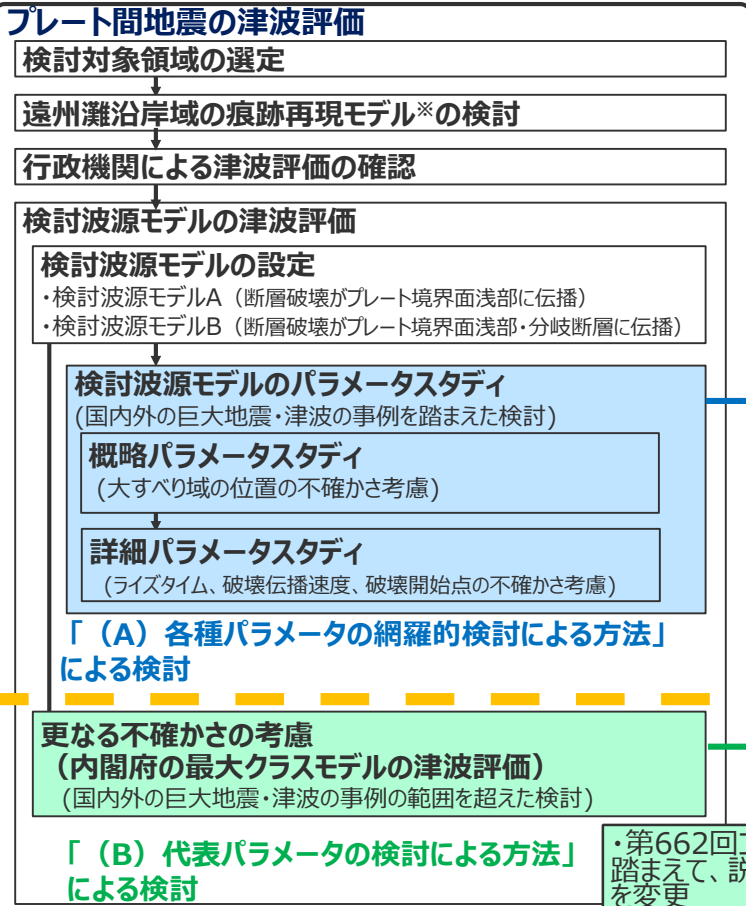 プレート間地震の津波評価
検討対象領域の選定
遠州灘沿岸域の痕跡再現モデル※の検討
行政機関による津波評価の確認
検討波源モデルの津波評価
検討波源モデルの設定
・検討波源モデルA（断層破壊がプレート境界面浅部に伝播）
・検討波源モデルB（断層破壊がプレート境界面浅部・分岐断層に伝播）
検討波源モデルのパラメータスタディ
(国内外の巨大地震・津波の事例を踏まえた検討)
概略パラメータスタディ
(大すべり域の位置の不確かさ考慮)
詳細パラメータスタディ
(ライズタイム、破壊伝播速度、破壊開始点の不確かさ考慮)
「（A）各種パラメータの網羅的検討による方法」
による検討
更なる不確かさの考慮
（内閣府の最大クラスモデルの津波評価）
(国内外の巨大地震・津波の事例の範囲を超えた検討)
「（B）代表パラメータの検討による方法」
による検討
・第662回
踏まえて、説
を変更